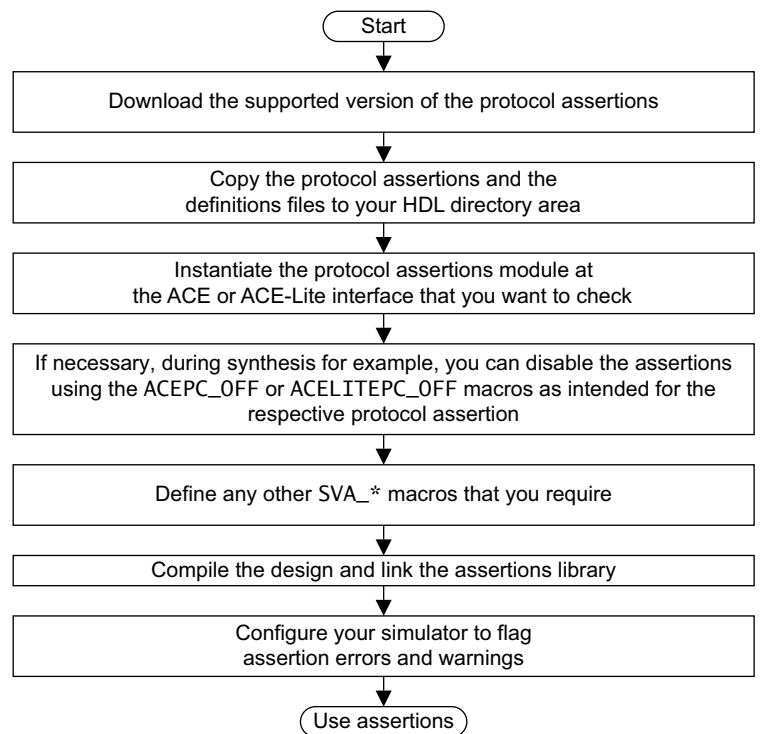 Start
Download the supported version of the protocol assertions
Copy the protocol assertions and the
definitions files to your HDL directory area
Instantiate the protocol assertions module at
the ACE or ACE-Lite interface that you want to check
If necessary, during synthesis for example, you can disable the assertions
using the ACEPC_OFF or ACELITEPC_OFF macros as intended for the
respective protocol assertion
Define any other SVA_* macros that you require
Compile the design and link the assertions library
Configure your simulator to flag
assertion errors and warnings
Use assertions